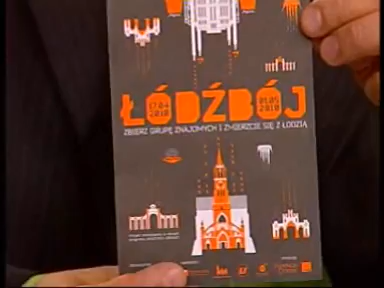 ŁÓDŹBÓJ
17.04
2010
01.05
2010
ZBIERZ GRUPĘ ZNAJOMYCH I ZMIERZCIE SIĘ Z ŁODZIĄ